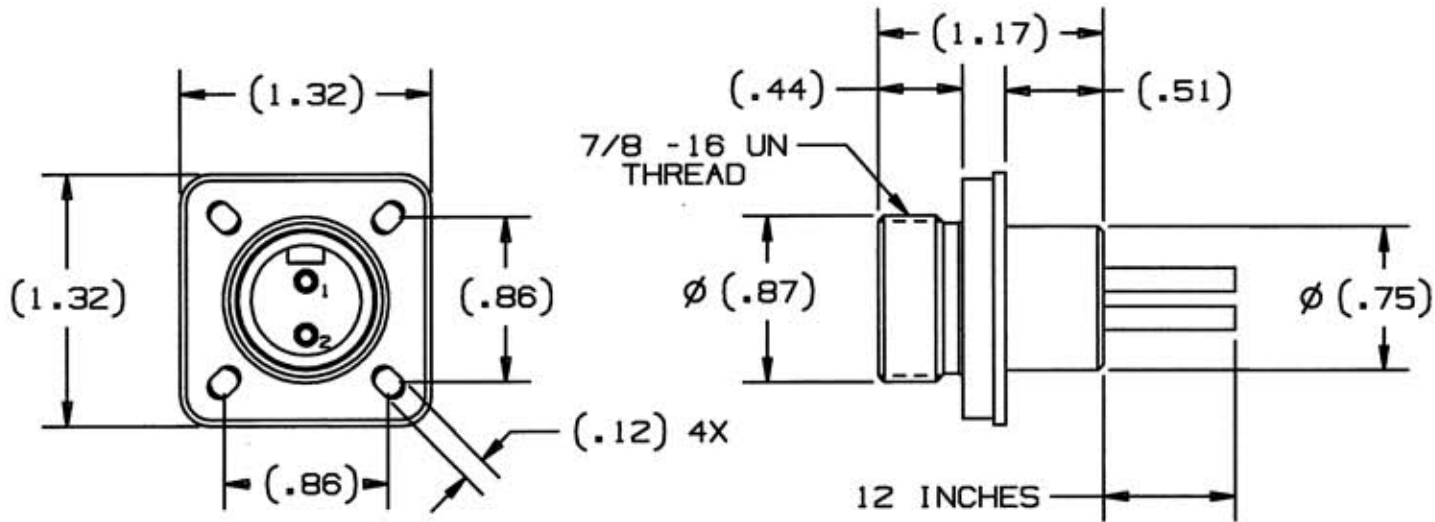 (1.32)
(1.32)
1
2
(.86)
(.86)
(.12) 4X
(1.17)
(.44)
(.51)
7/8 -16 UN
THREAD
Ø (.87)
Ø (.75)
12 INCHES